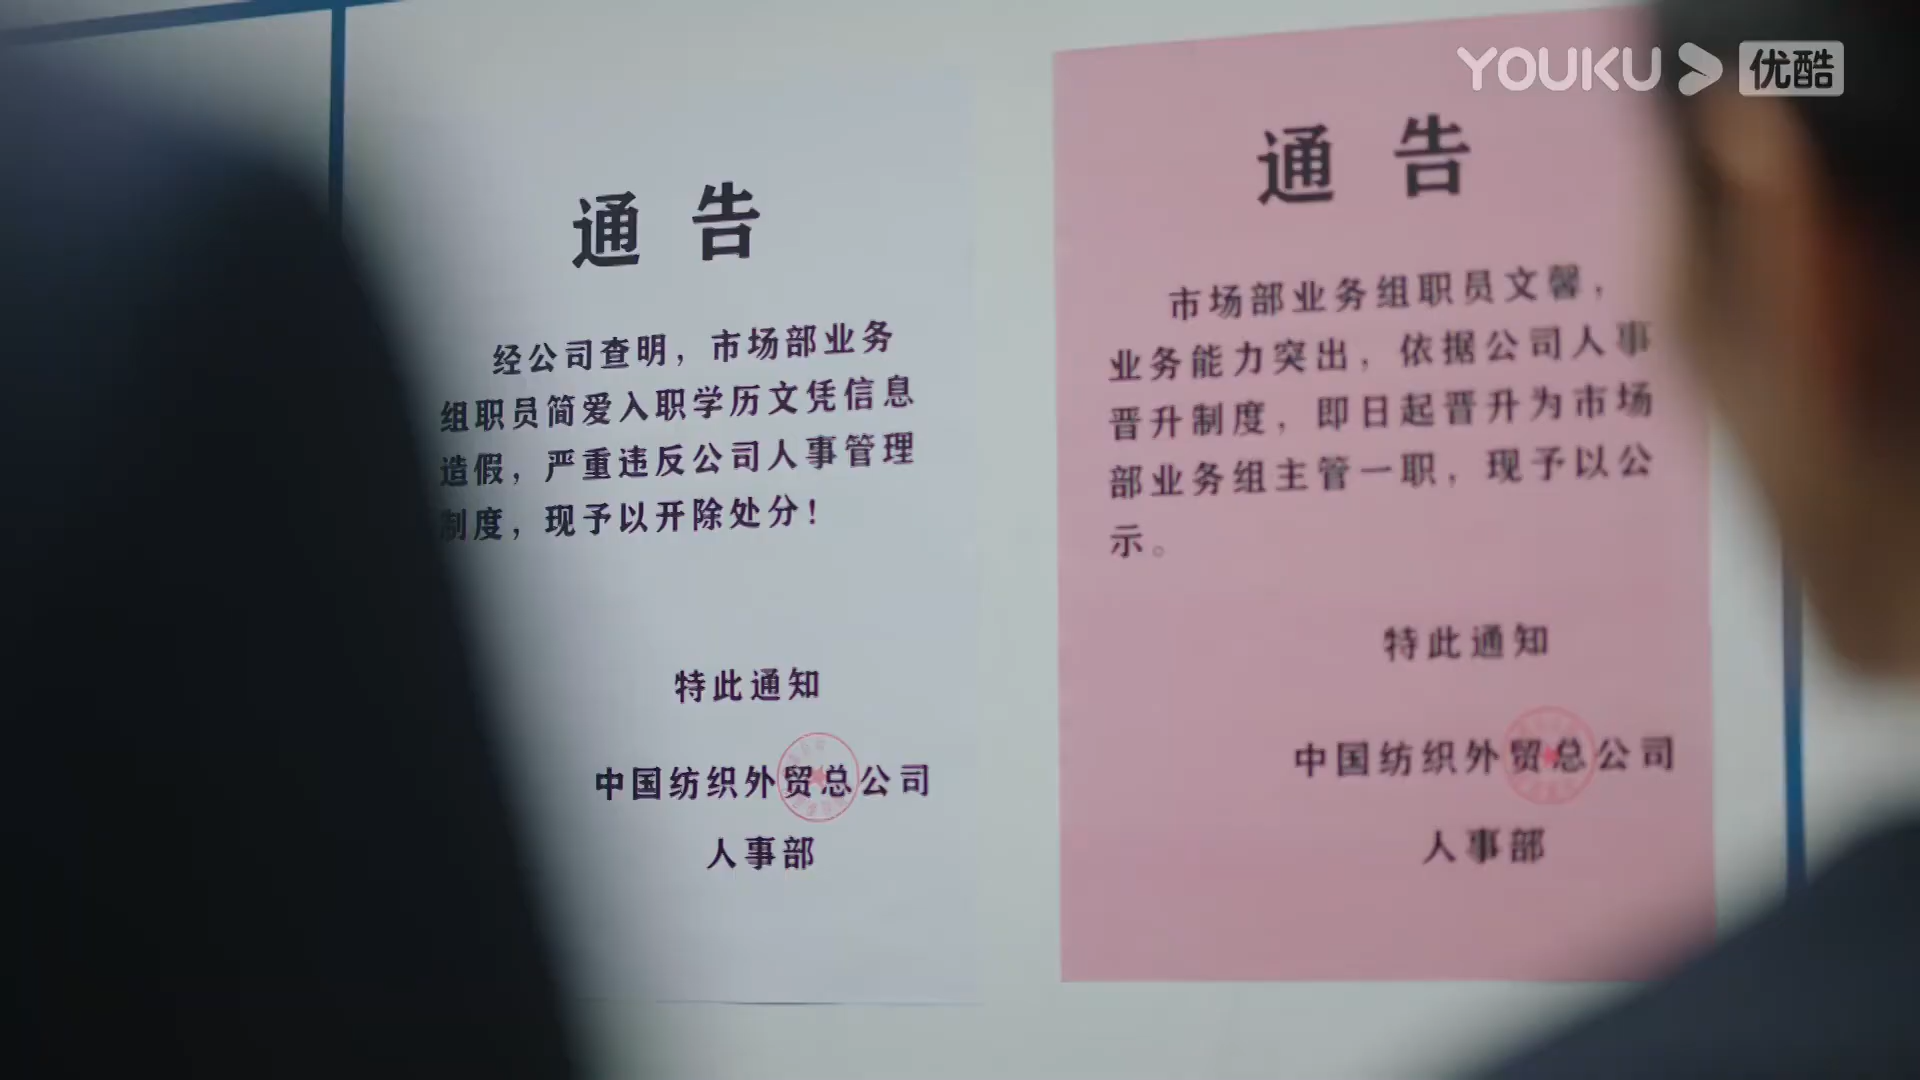 YOUKU 优酷
通告
经公司查明，市场部业务
组职员简爱入职学历文凭信息
造假，严重违反公司人事管理
制度，现予以开除处分！
特此通知
中国纺织外贸总公司
人事部
通告
市场部业务组职员文馨，
业务能力突出，依据公司人事
晋升制度，即日起晋升为市场
部业务组主管一职，现予以公
示。
特此通知
中国纺织外贸总公司
人事部